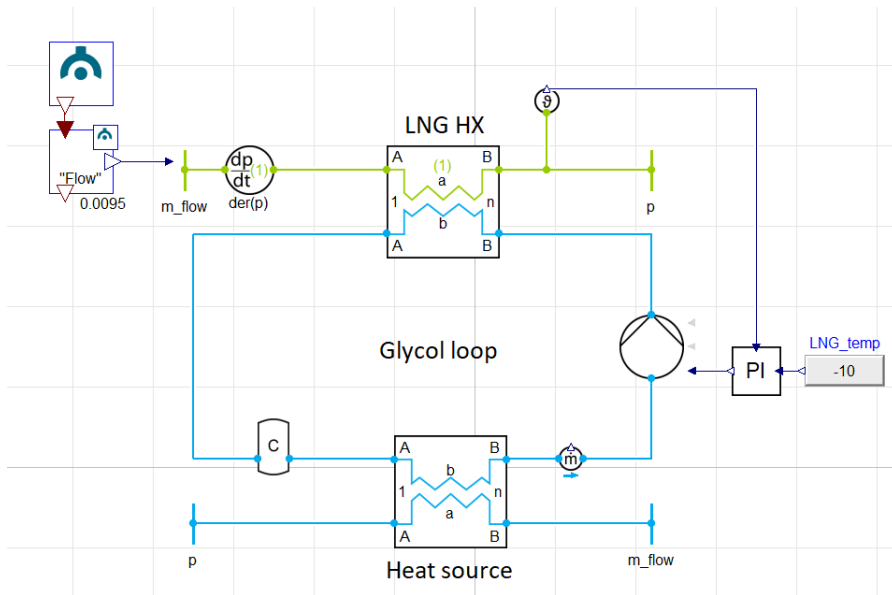 LNG HX
ϑ
dp
dt
(1)
der(p)
"Flow"
0.0095
m_flow
A
(1)
B
a
1
n
b
A
B
p
Glycol loop
LNG_temp
PI
-10
C
A
B
ṁ
b
1
n
a
A
B
p
m_flow
Heat source